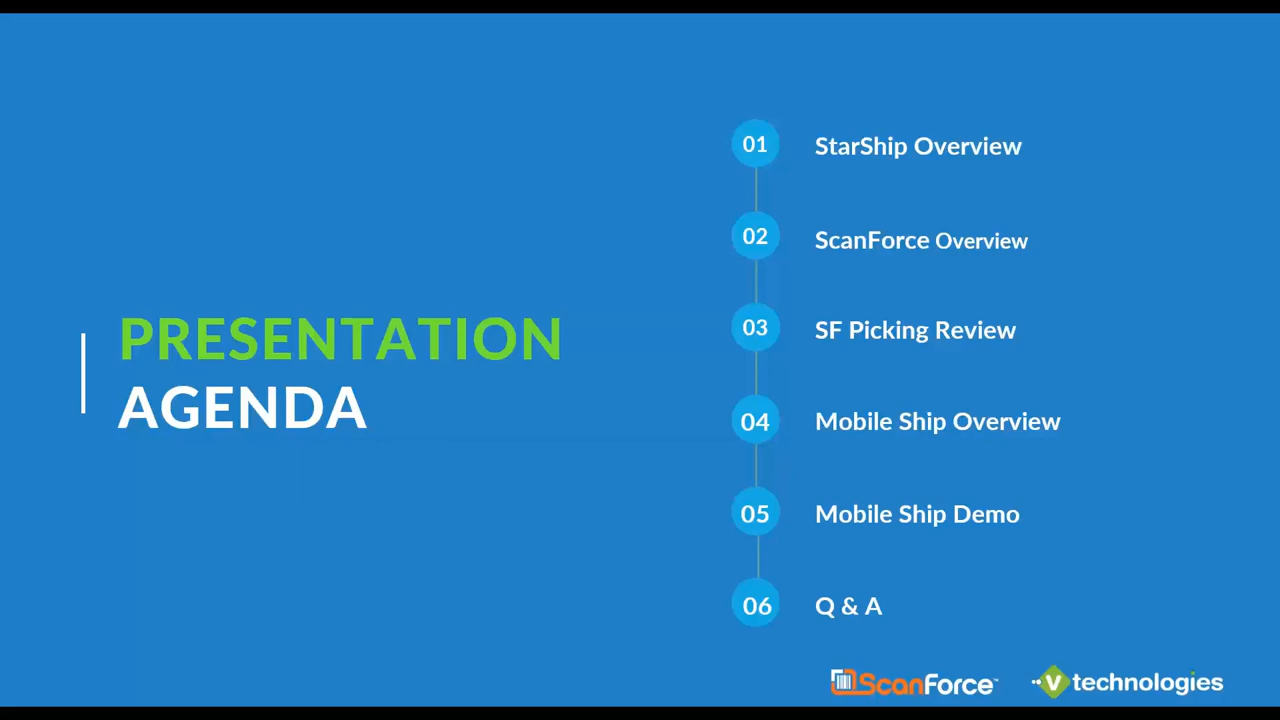 PRESENTATION
AGENDA
01 StarShip Overview
02 ScanForce Overview
03 SF Picking Review
04 Mobile Ship Overview
05 Mobile Ship Demo
06 Q & A
ScanForce™
V technologies